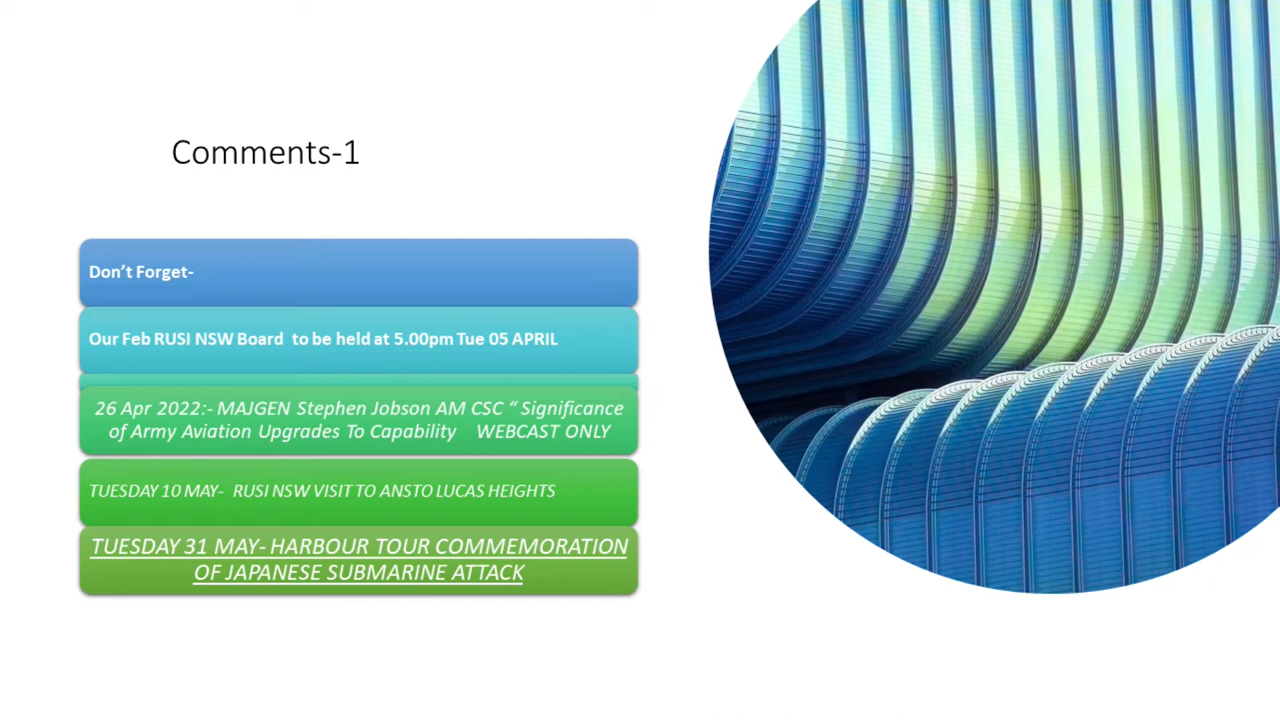 Comments-1
Don’t Forget-
Our Feb RUSI NSW Board to be held at 5.00pm Tue 05 APRIL
26 Apr 2022:- MAJGEN Stephen Jobson AM CSC “ Significance
of Army Aviation Upgrades To Capability WEBCAST ONLY
TUESDAY 10 MAY- RUSI NSW VISIT TO ANSTO LUCAS HEIGHTS
TUESDAY 31 MAY- HARBOUR TOUR COMMEMORATION
OF JAPANESE SUBMARINE ATTACK